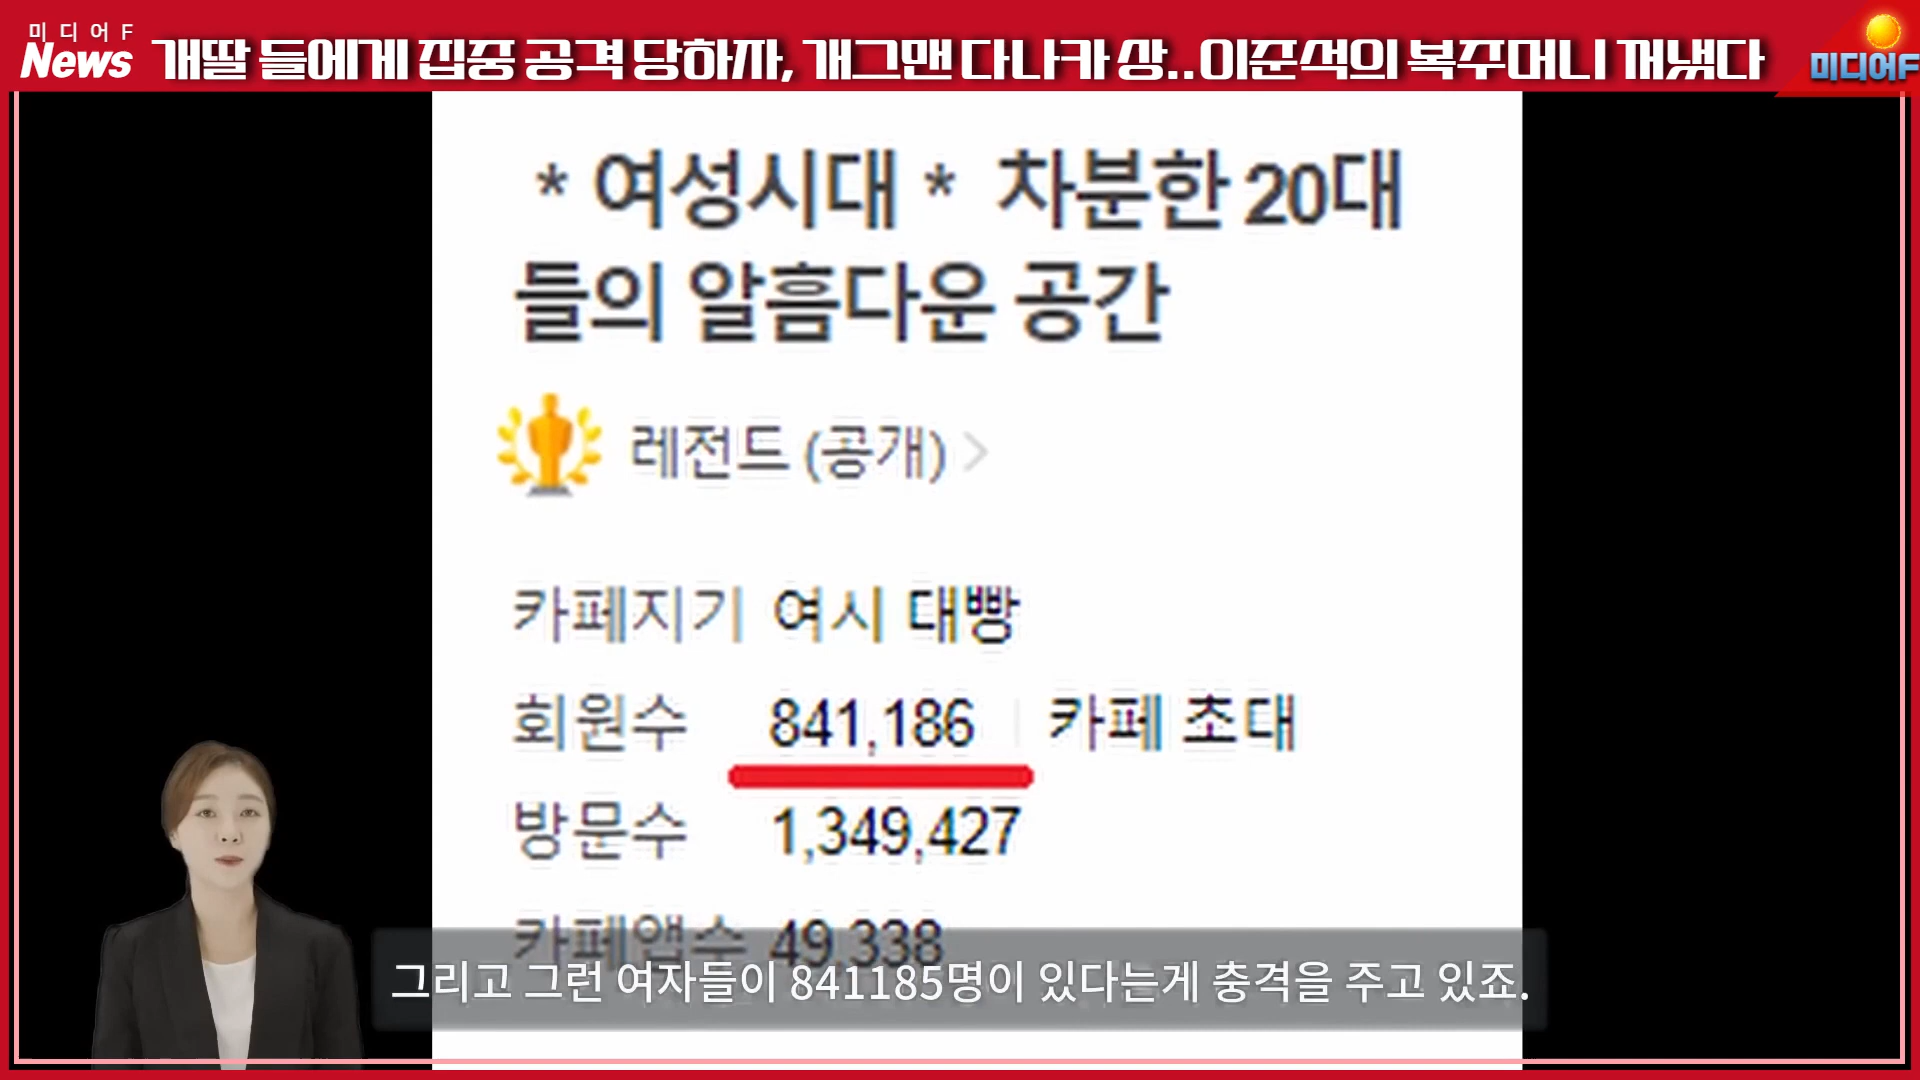 미디어F
News
개딸 들에게 집중 공격 당하자, 개그맨 다나카 상..이준석의 복주머니 꺼냈다
미디어F
* 여성시대 * 차분한 20대
들의 알흠다운 공간
레전드 (공개) >
카페지기 여시 대빵
회원수 841,186 카페 초대
방문수 1,349,427
카페앱수 49,338
그리고 그런 여자들이 841185명이 있다는게 충격을 주고 있죠.